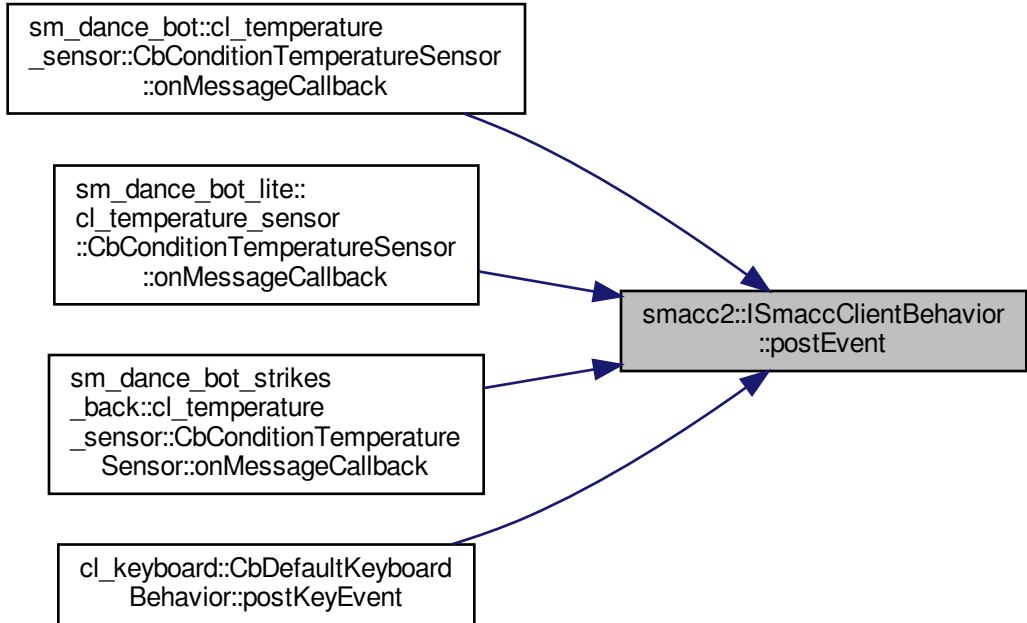 sm_dance_bot::cl_temperature
_sensor::CbConditionTemperatureSensor
::onMessageCallback
sm_dance_bot_lite::
cl_temperature_sensor
::CbConditionTemperatureSensor
::onMessageCallback
smacc2::ISmaccClientBehavior
::postEvent
sm_dance_bot_strikes
_back::cl_temperature
_sensor::CbConditionTemperature
Sensor::onMessageCallback
cl_keyboard::CbDefaultKeyboard
Behavior::postKeyEvent